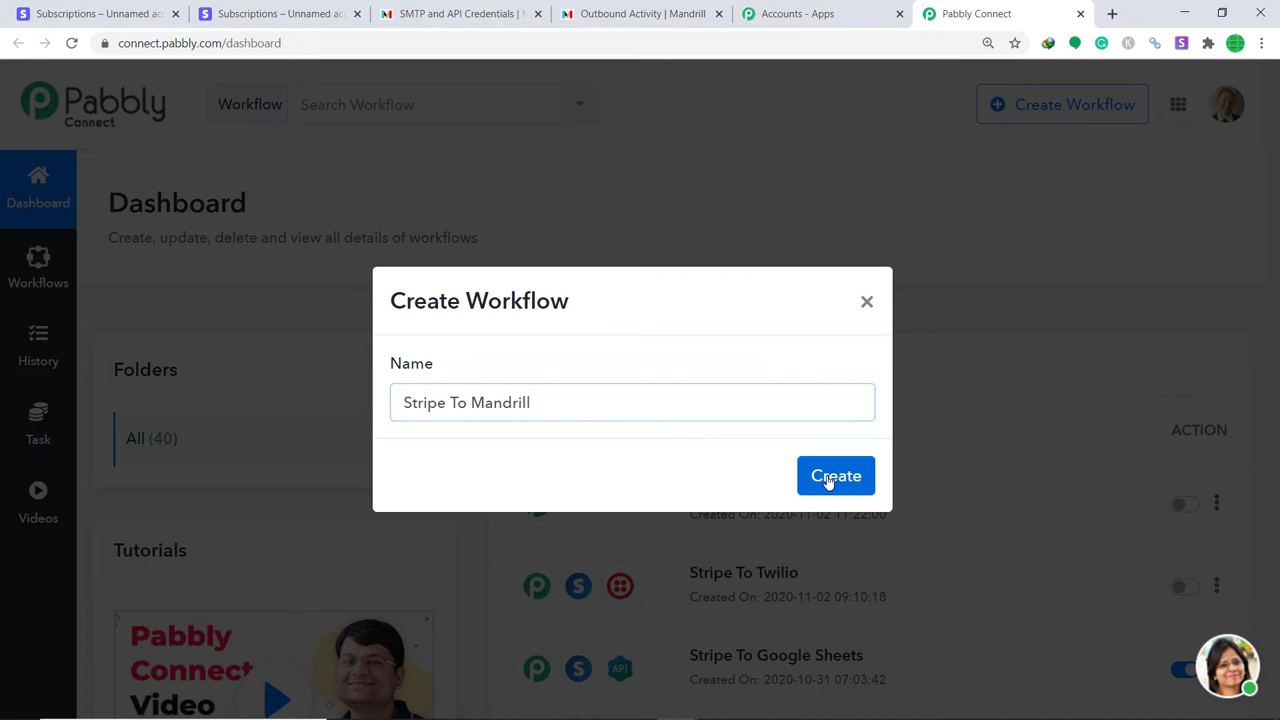 Subscriptions – Unnamed acc
Subscriptions – Unnamed acc
SMTP and API Credentials | M
Outbound Activity | Mandrill
Accounts - Apps
Pabbly Connect
connect.pabbly.com/dashboard
Pabbly
Connect
Workflow
Search Workflow
Create Workflow
Dashboard
Workflows
History
Task
Videos
Dashboard
Create, update, delete and view all details of workflows
Folders
All (40)
Tutorials
Pabbly
Connect
Video
Create Workflow
×
Name
Stripe To Mandrill
Create
ACTION
Created On: 2020-11-02 11:22:00
Stripe To Twilio
Created On: 2020-11-02 09:10:18
API
Stripe To Google Sheets
Created On: 2020-10-31 07:03:42